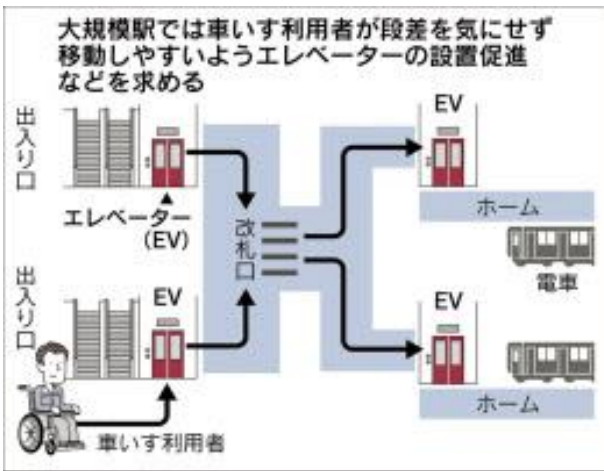 大規模駅では車いす利用者が段差を気にせず
移動しやすいようエレベーターの設置促進
などを求める
出入り口
エレベーター
(EV)
改札口
EV
ホーム
電車
出入り口
EV
車いす利用者
EV
ホーム